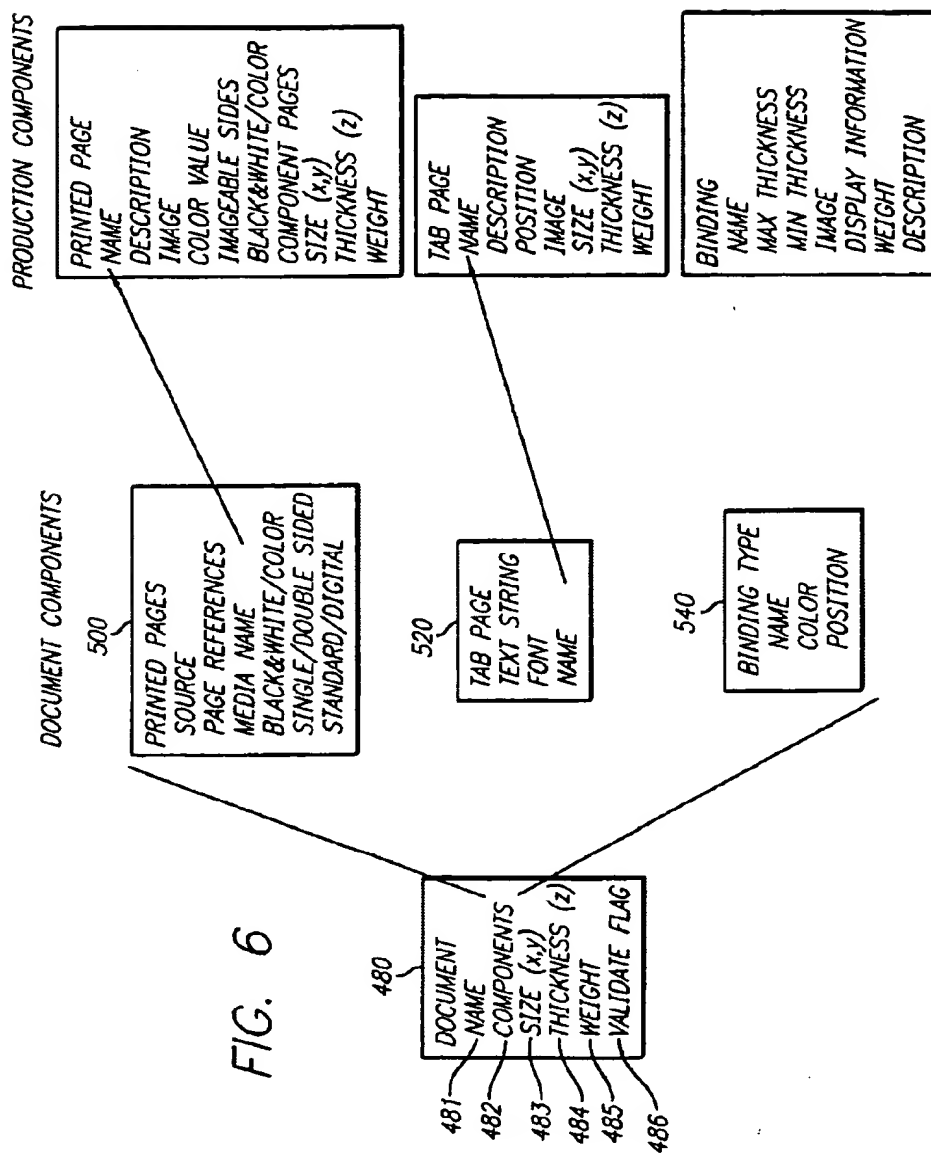 FIG. 6
480
DOCUMENT
481 NAME
482 COMPONENTS
483 SIZE (x,y)
484 THICKNESS (z)
485 WEIGHT
486 VALIDATE FLAG
DOCUMENT COMPONENTS
500
PRINTED PAGES
SOURCE
PAGE REFERENCES
MEDIA NAME
BLACK&WHITE/COLOR
SINGLE/DOUBLE SIDED
STANDARD/DIGITAL
520
TAB PAGE
TEXT STRING
FONT
NAME
540
BINDING TYPE
NAME
COLOR
POSITION
PRODUCTION COMPONENTS
PRINTED PAGE
NAME
DESCRIPTION
IMAGE
COLOR VALUE
IMAGEABLE SIDES
BLACK&WHITE/COLOR
COMPONENT PAGES
SIZE (x,y)
THICKNESS (z)
WEIGHT
TAB PAGE
NAME
DESCRIPTION
POSITION
IMAGE
SIZE (x,y)
THICKNESS (z)
WEIGHT
BINDING
NAME
MAX THICKNESS
MIN THICKNESS
IMAGE
DISPLAY INFORMATION
WEIGHT
DESCRIPTION